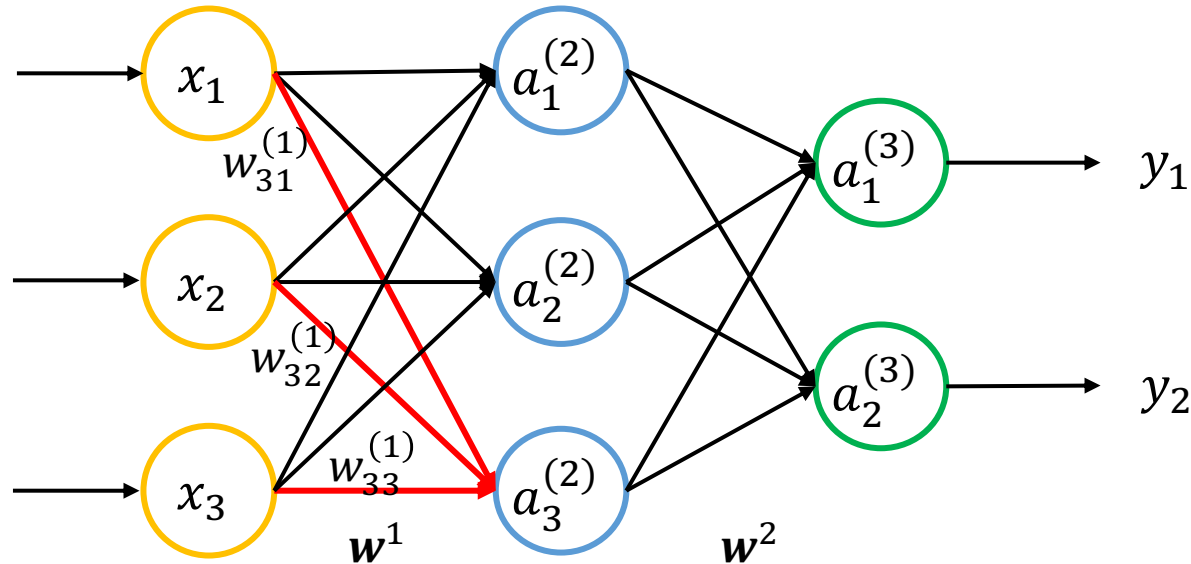 x₁
a₁⁽²⁾
a₁⁽³⁾
y₁
w₃₁⁽¹⁾
x₂
a₂⁽²⁾
w₃₂⁽¹⁾
a₂⁽³⁾
y₂
w₃₃⁽¹⁾
x₃
a₃⁽²⁾
w¹
w²